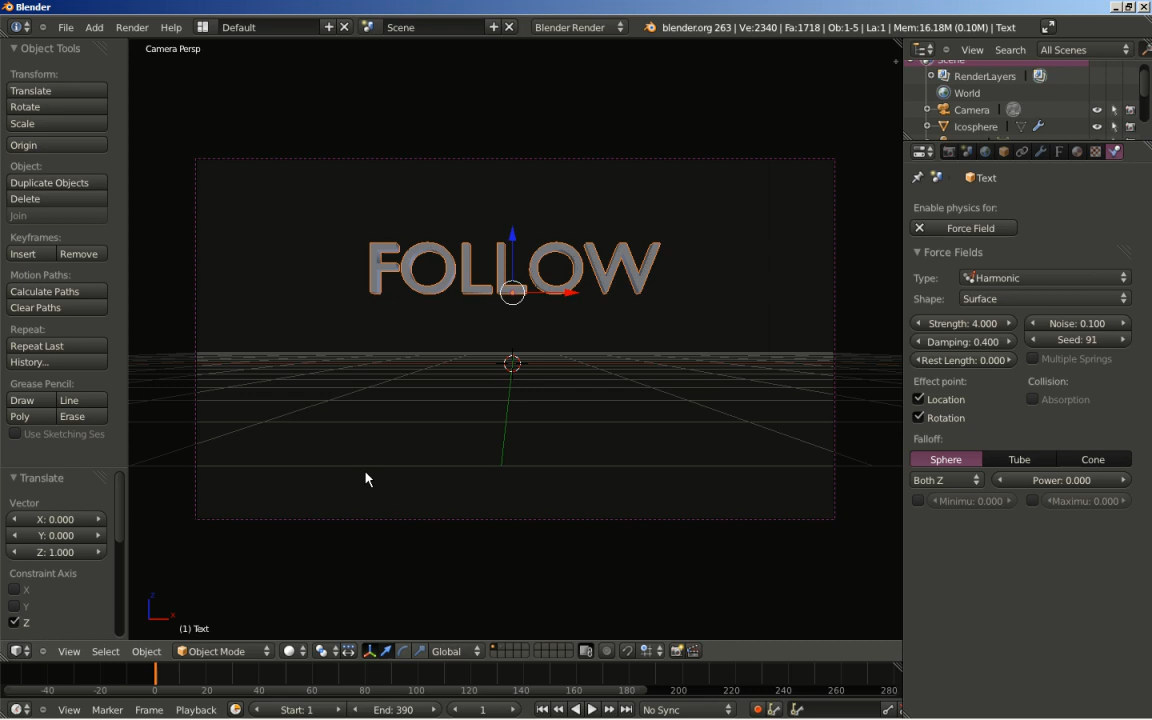 Blender
File Add Render Help Default Scene Blender Render blender.org 263 | Ve:2340 | Fa:1718 | Ob:1-5 | La:1 | Mem:16.18M (0.10M) | Text
Object Tools
Transform:
Translate
Rotate
Scale
Origin
Object:
Duplicate Objects
Delete
Join
Keyframes:
Insert Remove
Motion Paths:
Calculate Paths
Clear Paths
Repeat:
Repeat Last
History...
Grease Pencil:
Draw Line
Poly Erase
Use Sketching Ses
Translate
Vector
X: 0.000
Y: 0.000
Z: 1.000
Constraint Axis
X
Y
Z
Camera Persp
FOLLOW
z
x
(1) Text
View Select Object Object Mode Global
-40 -20 0 20 40 60 80 100 120 140 160 180 200 220 240 260 280
View Marker Frame Playback Start: 1 End: 390 1 No Sync
View Search All Scenes
Scene
RenderLayers |
World
Camera |
Icosphere |
Text
Enable physics for:
Force Field
Force Fields
Type: Harmonic
Shape: Surface
Strength: 4.000 Noise: 0.100
Damping: 0.400 Seed: 91
Rest Length: 0.000 Multiple Springs
Effect point: Collision:
Location Absorption
Rotation
Falloff:
Sphere Tube Cone
Both Z Power: 0.000
Minimu: 0.000 Maximu: 0.000